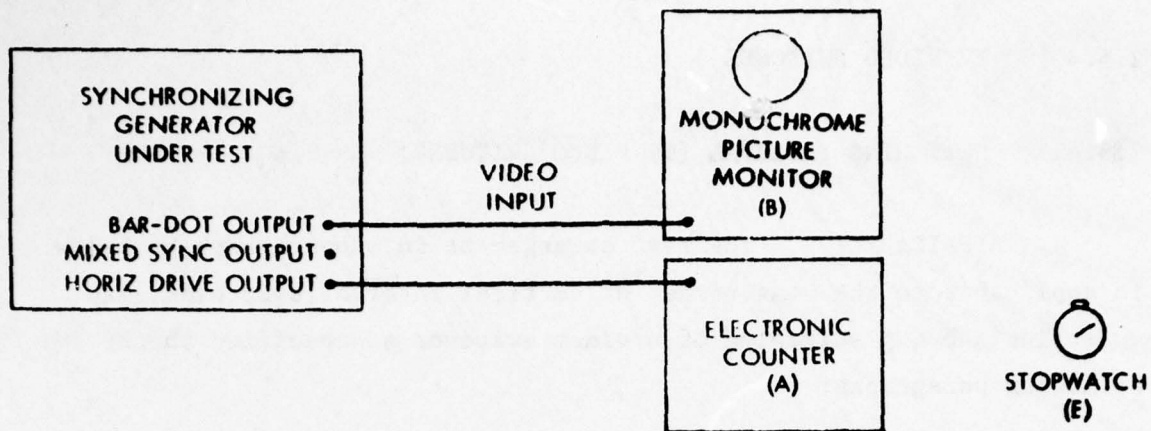 SYNCHRONIZING
GENERATOR
UNDER TEST
BAR-DOT OUTPUT
MIXED SYNC OUTPUT
HORIZ DRIVE OUTPUT
VIDEO
INPUT
MONOCHROME
PICTURE
MONITOR
(B)
ELECTRONIC
COUNTER
(A)
STOPWATCH
(E)